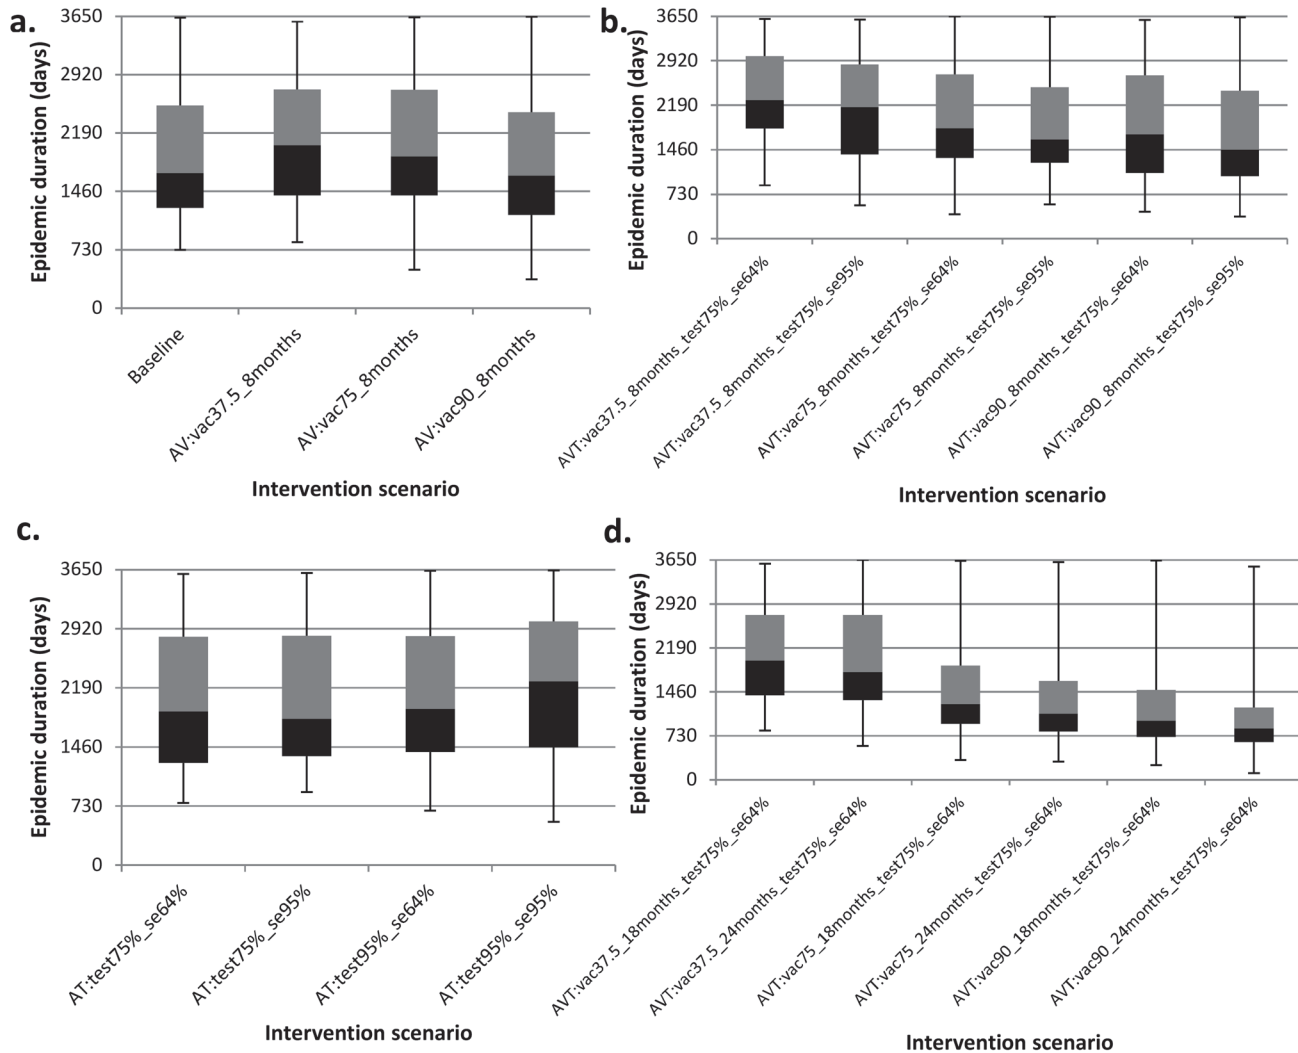 a.
Epidemic duration (days)
3650
2920
2190
1460
730
0
Baseline
AV:vac37.5_8months
AV:vac75_8months
AV:vac90_8months
Intervention scenario
b.
Epidemic duration (days)
3650
2920
2190
1460
730
0
AVT:vac37.5_8months_test75%_se64%
AVT:vac37.5_8months_test75%_se95%
AVT:vac75_8months_test75%_se64%
AVT:vac75_8months_test75%_se95%
AVT:vac90_8months_test75%_se64%
AVT:vac90_8months_test75%_se95%
Intervention scenario
c.
Epidemic duration (days)
3650
2920
2190
1460
730
0
AT:test75%_se64%
AT:test75%_se95%
AT:test95%_se64%
AT:test95%_se95%
Intervention scenario
d.
Epidemic duration (days)
3650
2920
2190
1460
730
0
AVT:vac37.5_18months_test75%_se64%
AVT:vac37.5_24months_test75%_se64%
AVT:vac75_18months_test75%_se64%
AVT:vac75_24months_test75%_se64%
AVT:vac90_18months_test75%_se64%
AVT:vac90_24months_test75%_se64%
Intervention scenario